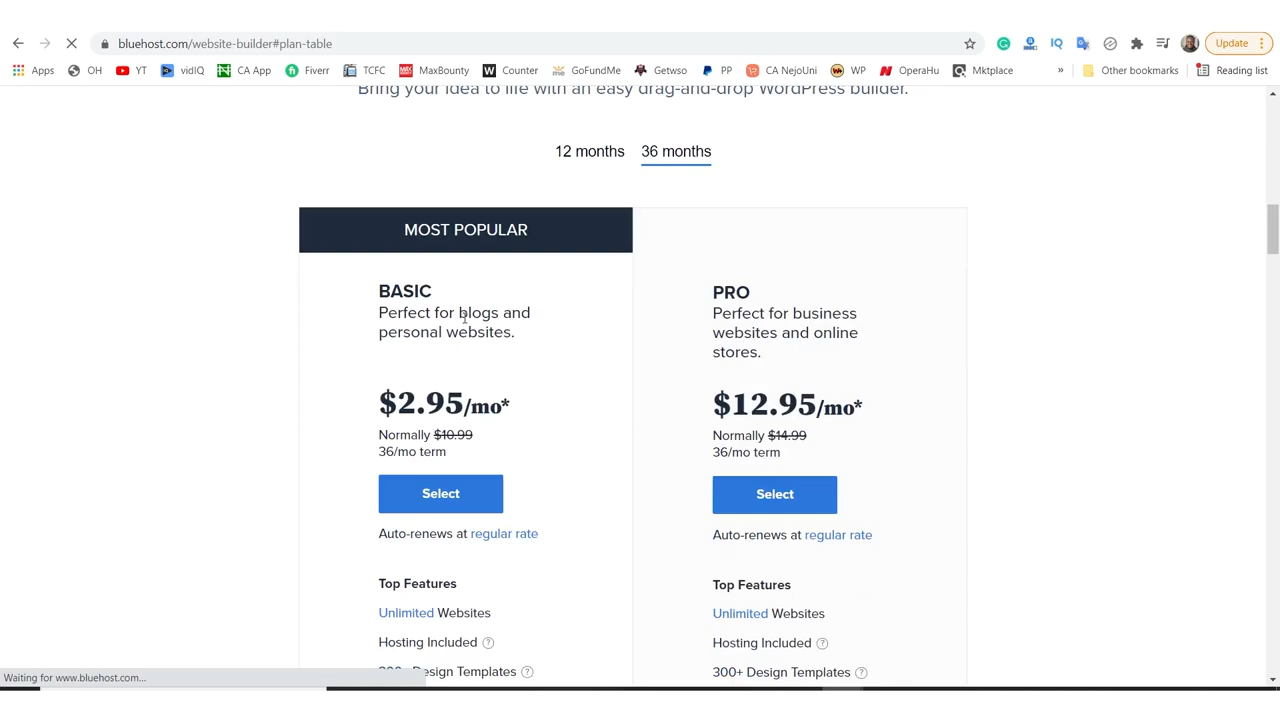 bluehost.com/website-builder#plan-table
Update
Apps
OH
YT
vidIQ
CA App
Fiverr
TCFC
MaxBounty
Counter
GoFundMe
Getwso
PP
CA NejoUni
WP
OperaHu
Mktplace
»
Other bookmarks
Reading list
Bring your idea to life with an easy drag-and-drop WordPress builder.
12 months
36 months
MOST POPULAR
BASIC
Perfect for blogs and
personal websites.
$2.95/mo*
Normally $10.99
36/mo term
Select
Auto-renews at regular rate
Top Features
Unlimited Websites
Hosting Included ?
300+ Design Templates ?
PRO
Perfect for business
websites and online
stores.
$12.95/mo*
Normally $14.99
36/mo term
Select
Auto-renews at regular rate
Top Features
Unlimited Websites
Hosting Included ?
300+ Design Templates ?
Waiting for www.bluehost.com...